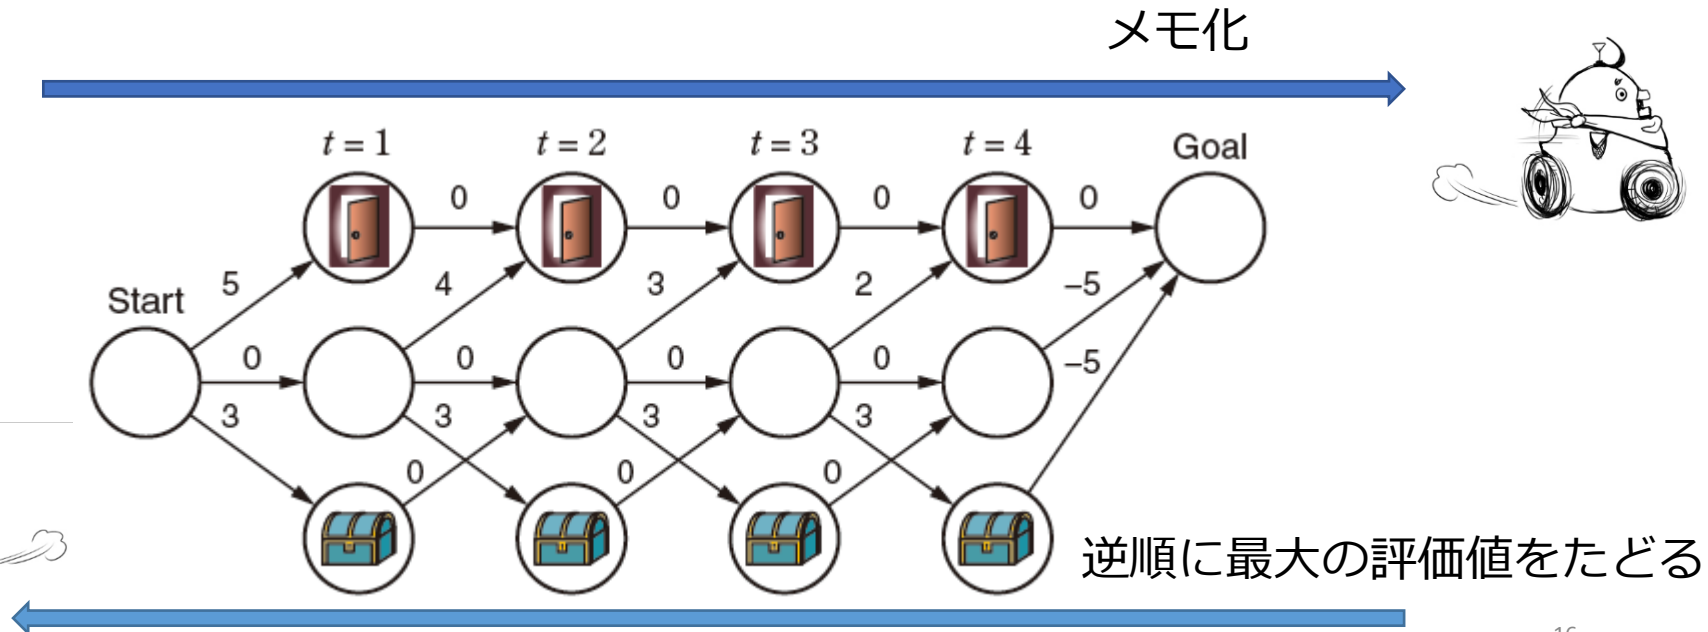 メモ化
t = 1 t = 2 t = 3 t = 4 Goal
0 0 0 0
5 4 3 2 −5
Start
0 0 0 0 −5
3 3 3 3
0 0 0
逆順に最大の評価値をたどる